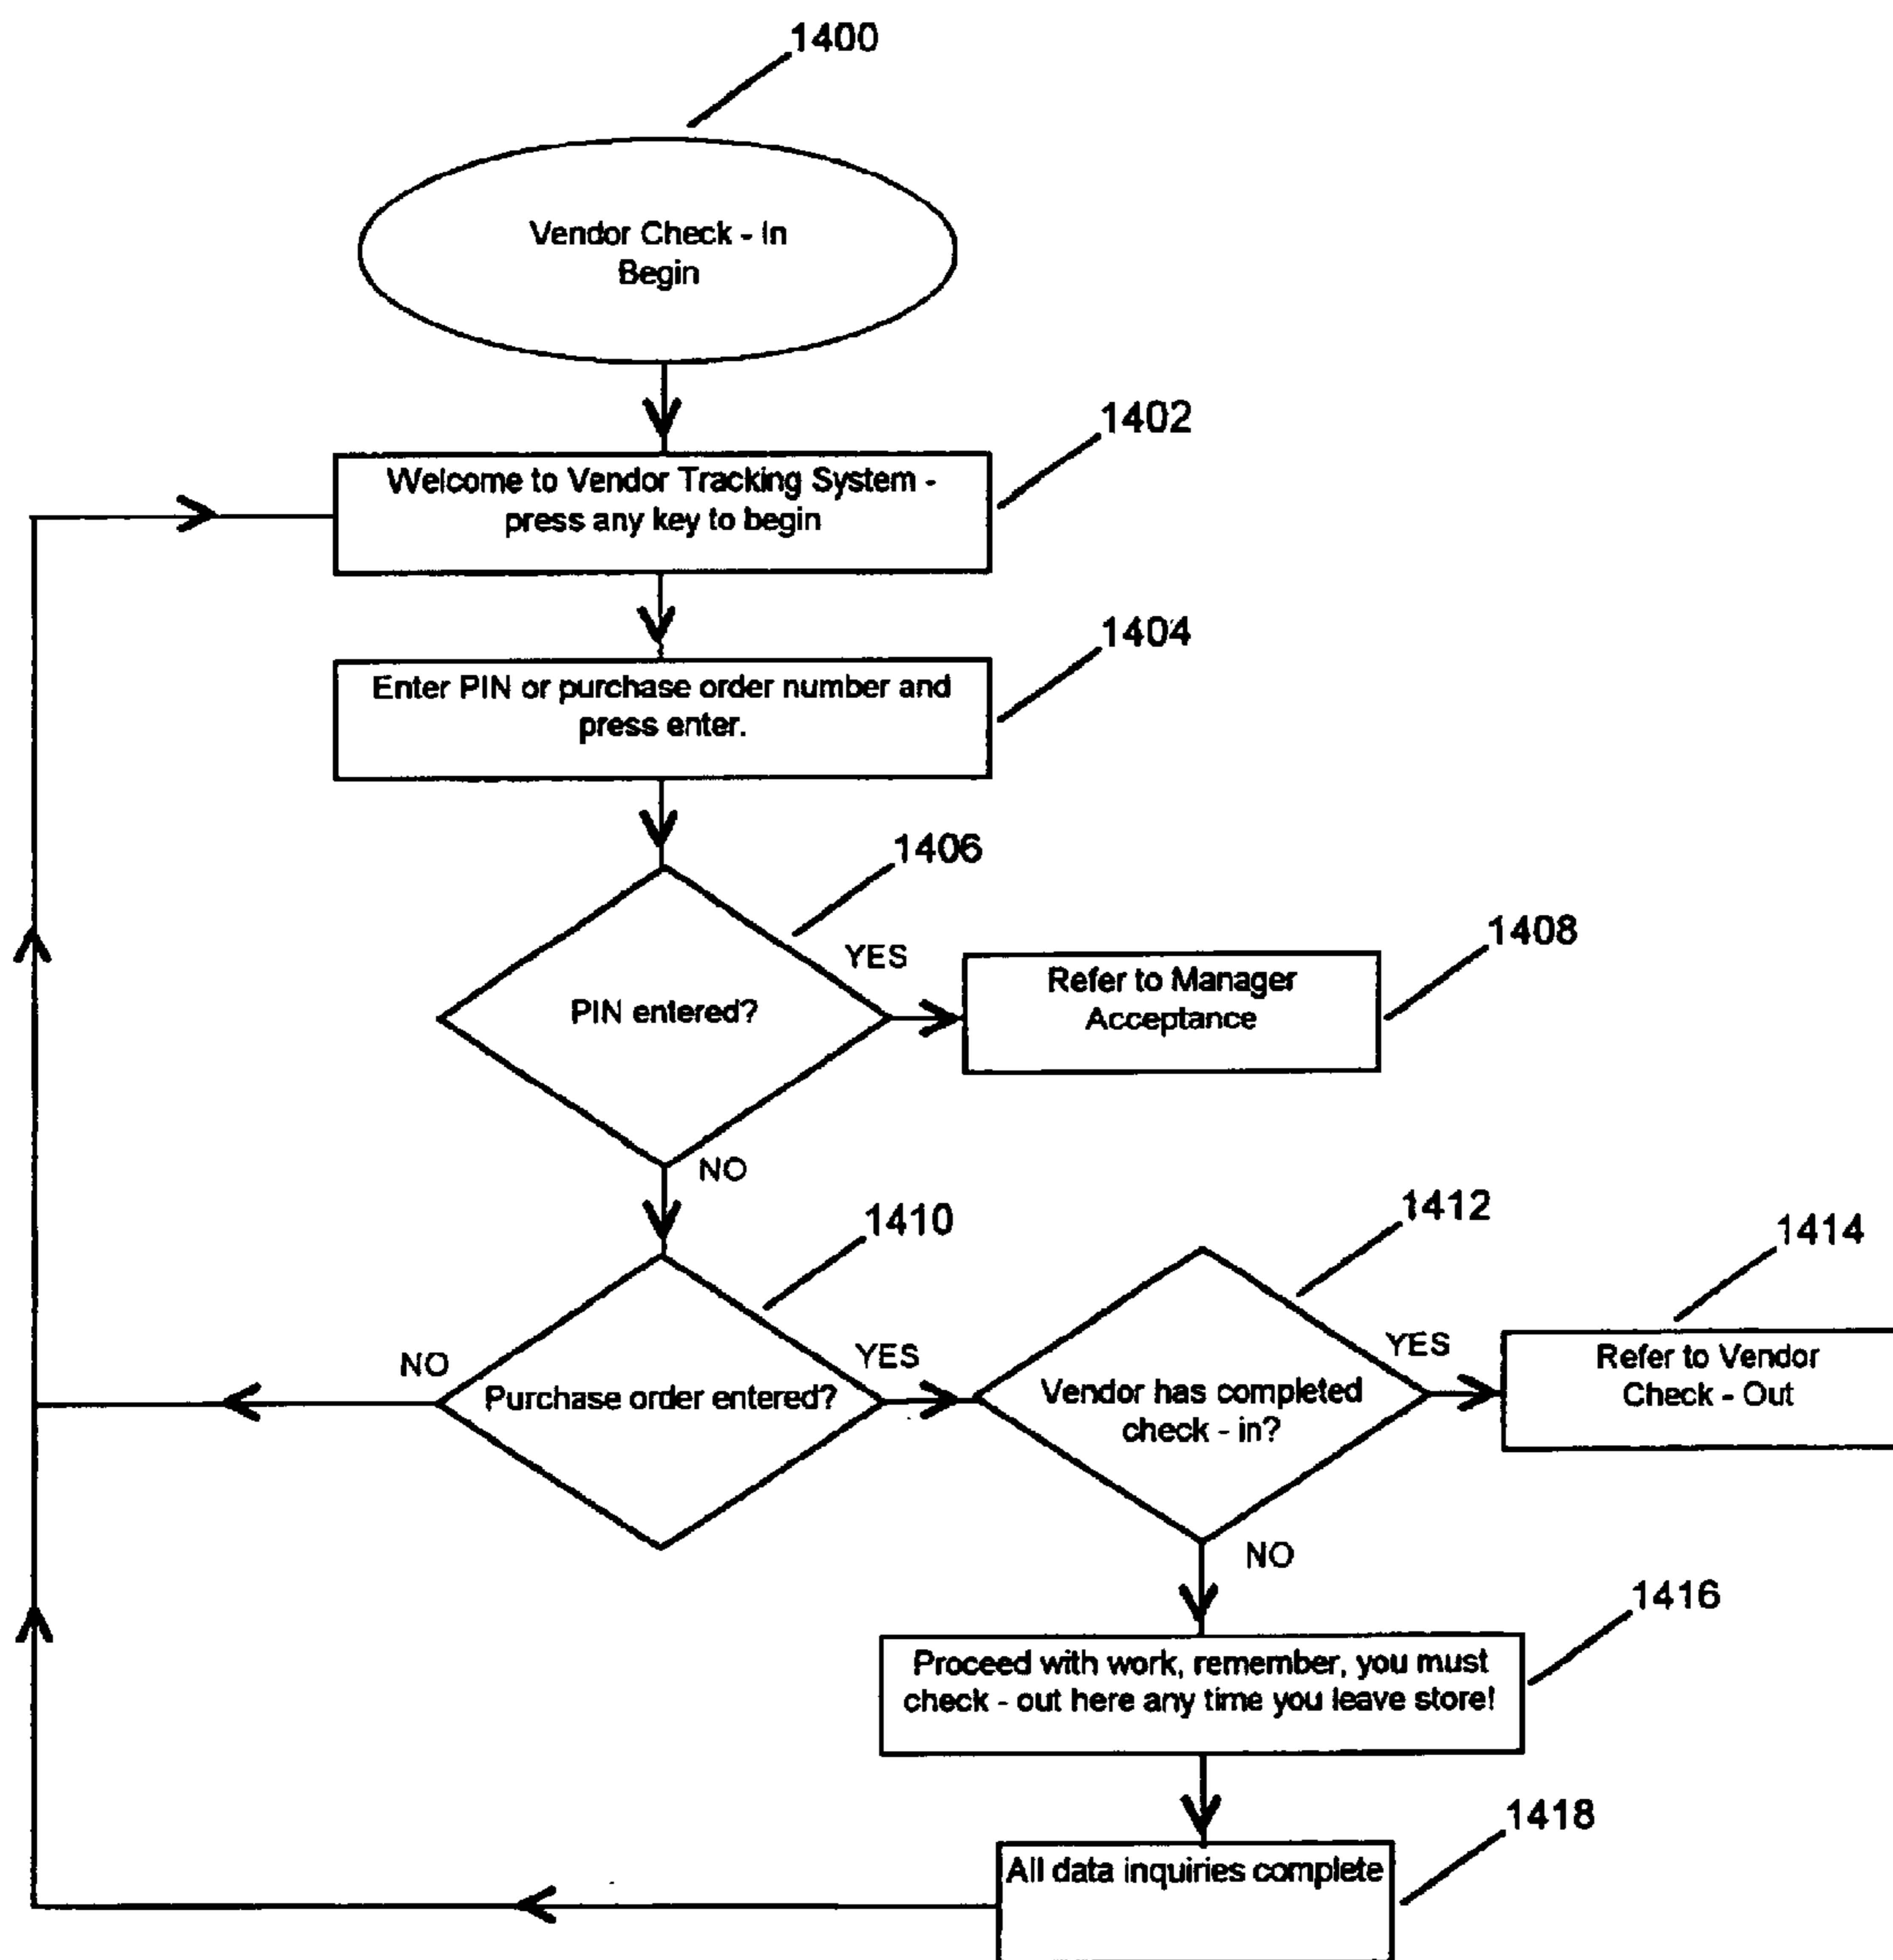 1400
Vendor Check - In
Begin
1402
Welcome to Vendor Tracking System -
press any key to begin
1404
Enter PIN or purchase order number and
press enter.
1406
YES
PIN entered?
1408
Refer to Manager
Acceptance
NO
1410
NO
YES
Purchase order entered?
1412
YES
Vendor has completed
check - in?
1414
Refer to Vendor
Check - Out
NO
1416
Proceed with work, remember, you must
check - out here any time you leave store!
1418
All data inquiries complete